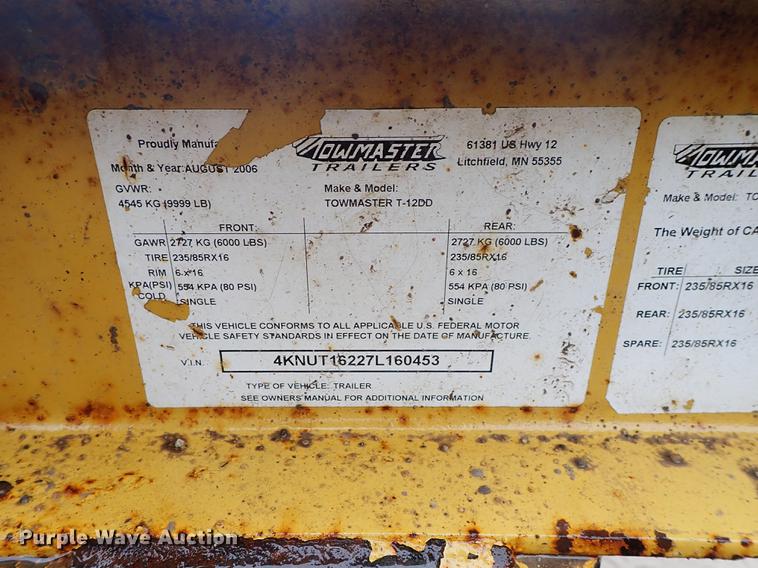 Proudly Manufa
TOWMASTER
TRAILERS
61381 US Hwy 12
Litchfield, MN 55355
Month & Year: AUGUST 2006
GVWR:
4545 KG (9999 LB)
Make & Model:
TOWMASTER T-12DD
FRONT: REAR:
GAWR 2727 KG (6000 LBS) 2727 KG (6000 LBS)
TIRE 235/85RX16 235/85RX16
RIM 6 x 16 6 x 16
KPA(PSI) 554 KPA (80 PSI) 554 KPA (80 PSI)
COLD SINGLE SINGLE
THIS VEHICLE CONFORMS TO ALL APPLICABLE U.S. FEDERAL MOTOR
VEHICLE SAFETY STANDARDS IN EFFECT ON THE DATE OF MANUFACTURE.
V.I.N. 4KNUT16227L160453
TYPE OF VEHICLE: TRAILER
SEE OWNERS MANUAL FOR ADDITIONAL INFORMATION
TOWMASTER
TRAILERS
Make & Model: TO
The Weight of CA
TIRE SIZE
FRONT: 235/85RX16
REAR: 235/85RX16
SPARE: 235/85RX16
Purple Wave Auction